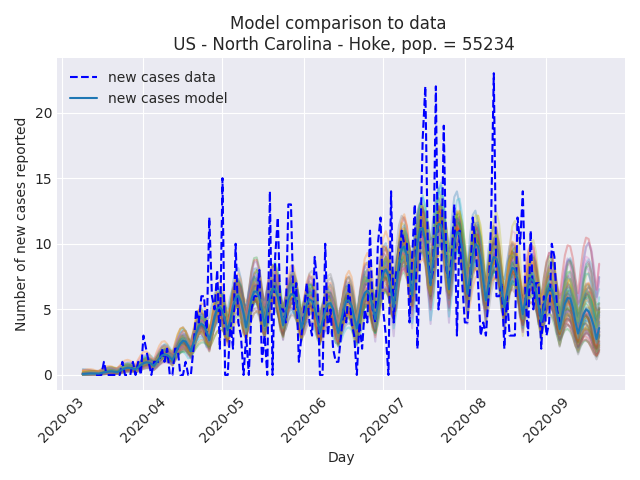 Model comparison to data
US - North Carolina - Hoke, pop. = 55234
new cases data
new cases model
Number of new cases reported
20
15
10
5
0
2020-03
2020-04
2020-05
2020-06
2020-07
2020-08
2020-09
Day